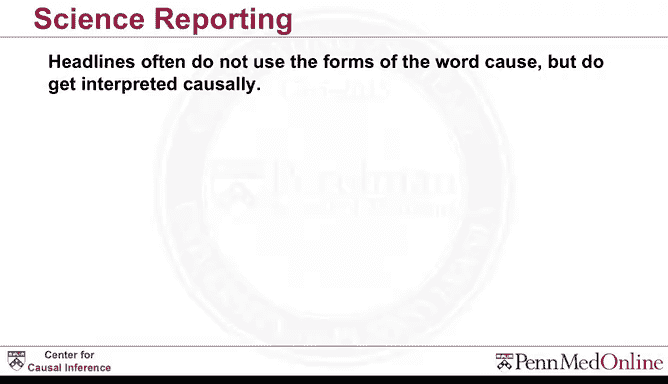 Science Reporting
Headlines often do not use the forms of the word cause, but do
get interpreted causally.
Perelman
Center for
Causal Inference
PennMedOnline